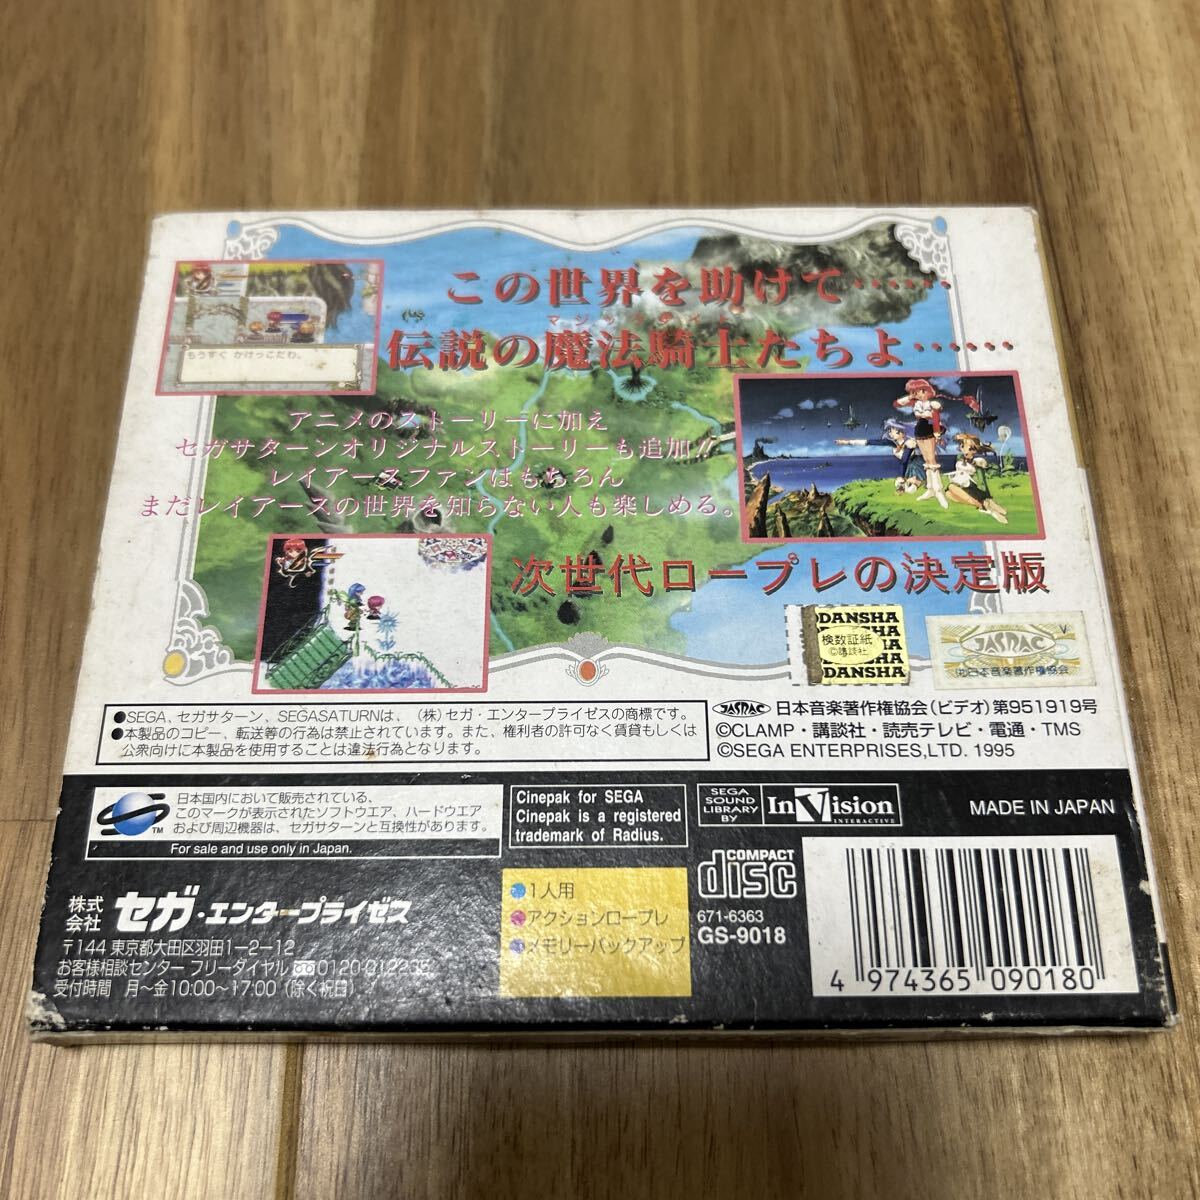 この世界を助けて……
マジックナイト
伝説の魔法騎士たちよ……
もうすぐ かけっこだわ。
アニメのストーリーに加え
セガサターンオリジナルストーリーも追加!!
レイアースファンはもちろん
まだレイアースの世界を知らない人も楽しめる。
次世代ロープレの決定版
ODANSHA
検数証紙
©講談社
ODANSHA
V
JASRAC
(社)日本音楽著作権協会
●SEGA、セガサターン、SEGASATURNは、(株)セガ・エンタープライゼスの商標です。
●本製品のコピー、転送等の行為は禁止されています。また、権利者の許可なく賃貸もしくは
公衆向けに本製品を使用することは違法行為となります。
JASRAC 日本音楽著作権協会(ビデオ)第951919号
©CLAMP・講談社・読売テレビ・電通・TMS
©SEGA ENTERPRISES,LTD. 1995
TM
日本国内において販売されている、
このマークが表示されたソフトウエア、ハードウエア
および周辺機器は、セガサターンと互換性があります。
For sale and use only in Japan.
Cinepak for SEGA
Cinepak is a registered
trademark of Radius.
SEGA
SOUND
LIBRARY
BY
InVision
INTERACTIVE
MADE IN JAPAN
株式会社 セガ・エンタープライゼス
〒144 東京都大田区羽田1-2-12
お客様相談センター フリーダイヤル 0120-012235
受付時間 月〜金10:00〜17:00(除く祝日)
●1人用
●アクションロープレ
●メモリーバックアップ
COMPACT
disc
671-6363
GS-9018
4 974365 090180